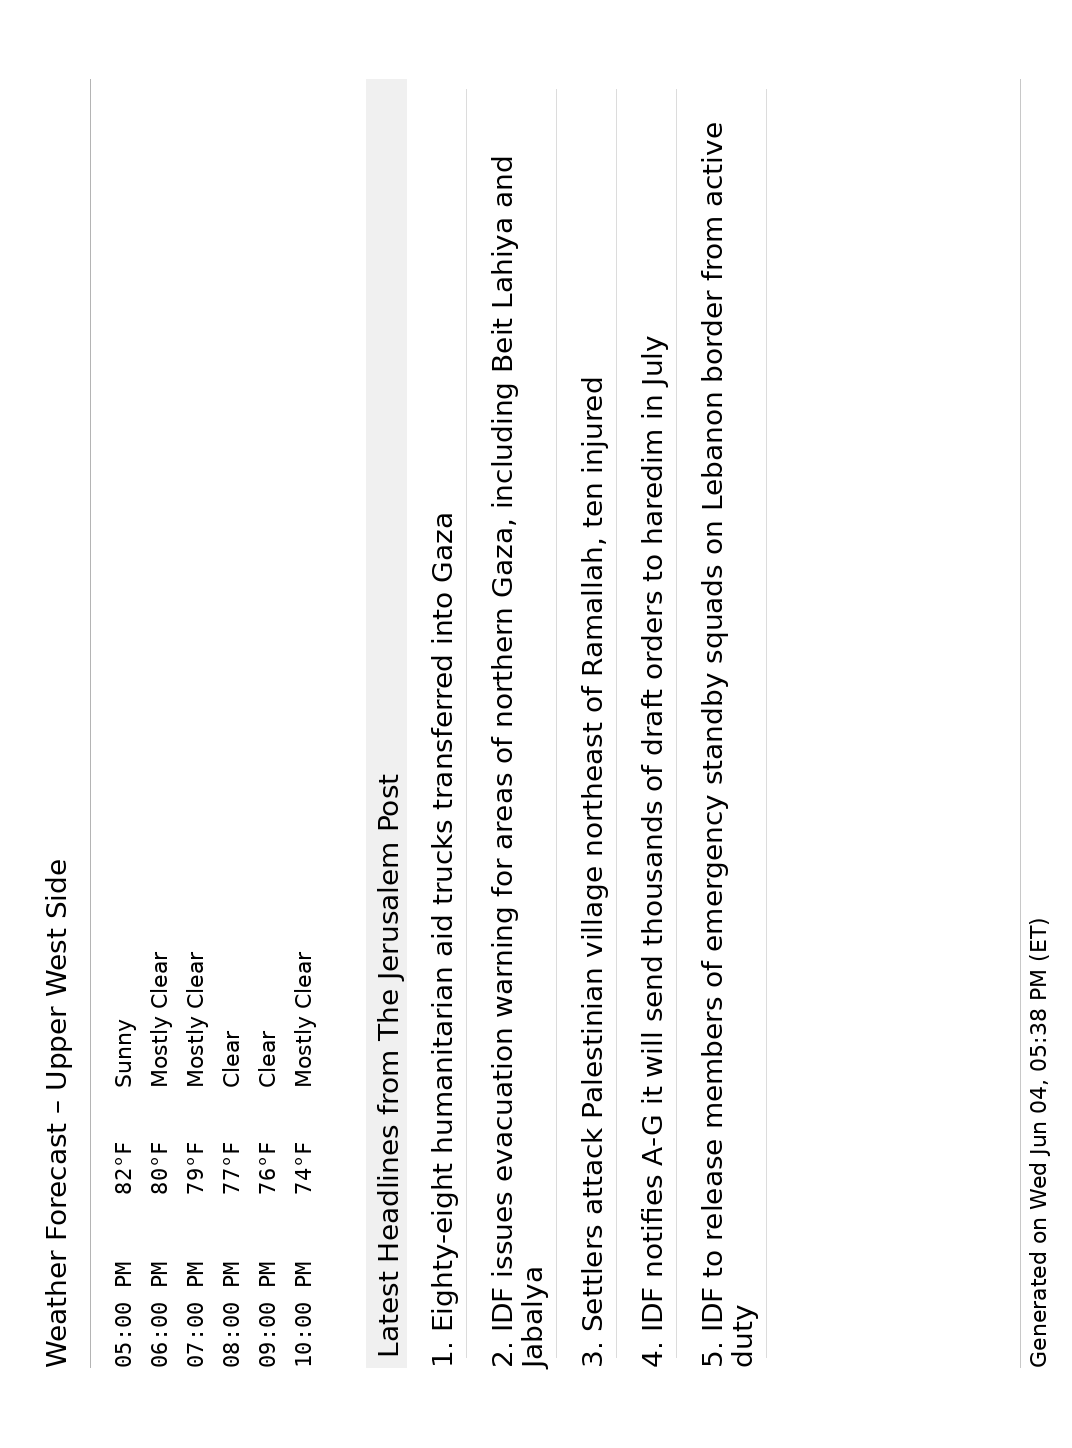 Weather Forecast – Upper West Side
05:00 PM 82°F Sunny
06:00 PM 80°F Mostly Clear
07:00 PM 79°F Mostly Clear
08:00 PM 77°F Clear
09:00 PM 76°F Clear
10:00 PM 74°F Mostly Clear
Latest Headlines from The Jerusalem Post
1. Eighty-eight humanitarian aid trucks transferred into Gaza
2. IDF issues evacuation warning for areas of northern Gaza, including Beit Lahiya and
Jabalya
3. Settlers attack Palestinian village northeast of Ramallah, ten injured
4. IDF notifies A-G it will send thousands of draft orders to haredim in July
5. IDF to release members of emergency standby squads on Lebanon border from active
duty
Generated on Wed Jun 04, 05:38 PM (ET)